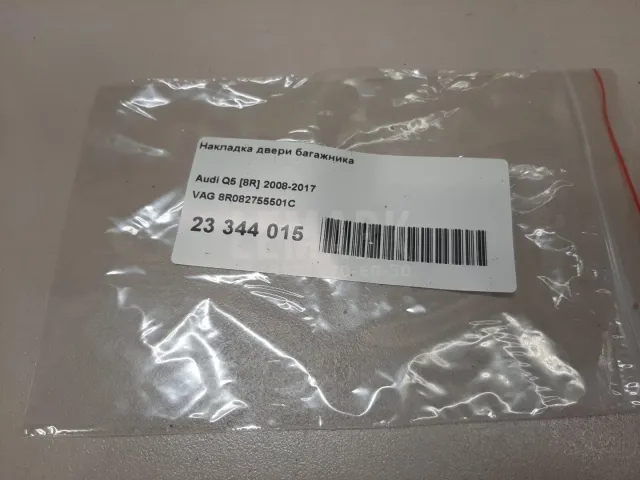 Накладка двери багажника
Audi Q5 [8R] 2008-2017
VAG 8R082755501C
23 344 015